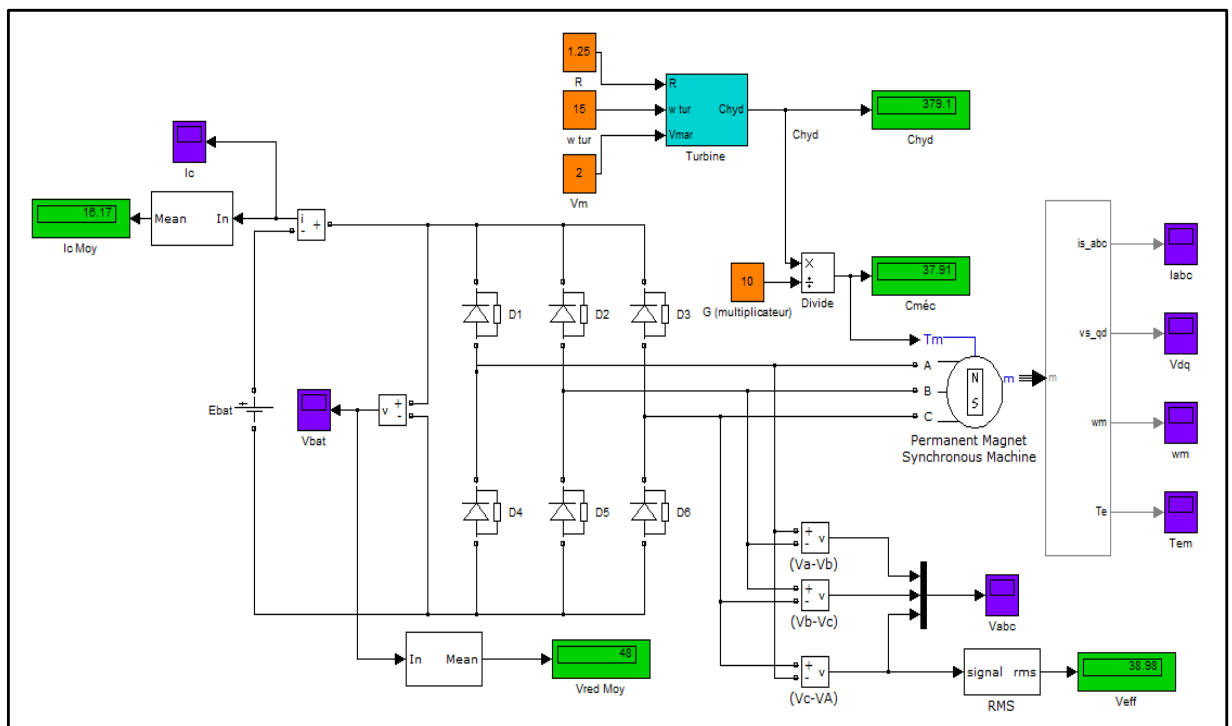 1.25
R
R
15
w tur
w tur
Chyd
Vmar
Turbine
2
Vm
Chyd
379.1
Chyd
Ic
16.17
Ic Moy
Mean
In
i
+
-
10
G (multiplicateur)
×
÷
Divide
37.91
Cméc
is_abc
Iabc
vs_qd
Vdq
wm
wm
Te
Tem
m
D1
D2
D3
Tm
A
B
C
N
S
m
Permanent Magnet
Synchronous Machine
Ebat
+
Vbat
v
+
-
D4
D5
D6
+
-
v
(Va-Vb)
+
-
v
(Vb-Vc)
+
-
v
(Vc-VA)
Vabc
In
Mean
48
Vred Moy
signal
rms
RMS
38.98
Veff